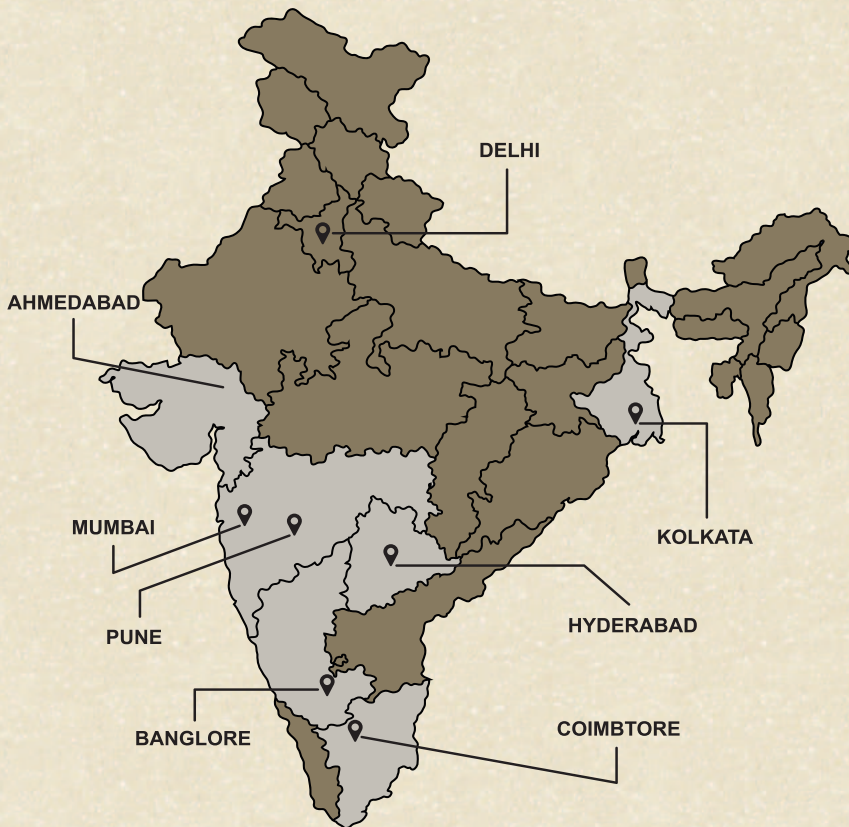 DELHI
AHMEDABAD
MUMBAI
KOLKATA
PUNE
HYDERABAD
BANGLORE
COIMBTORE